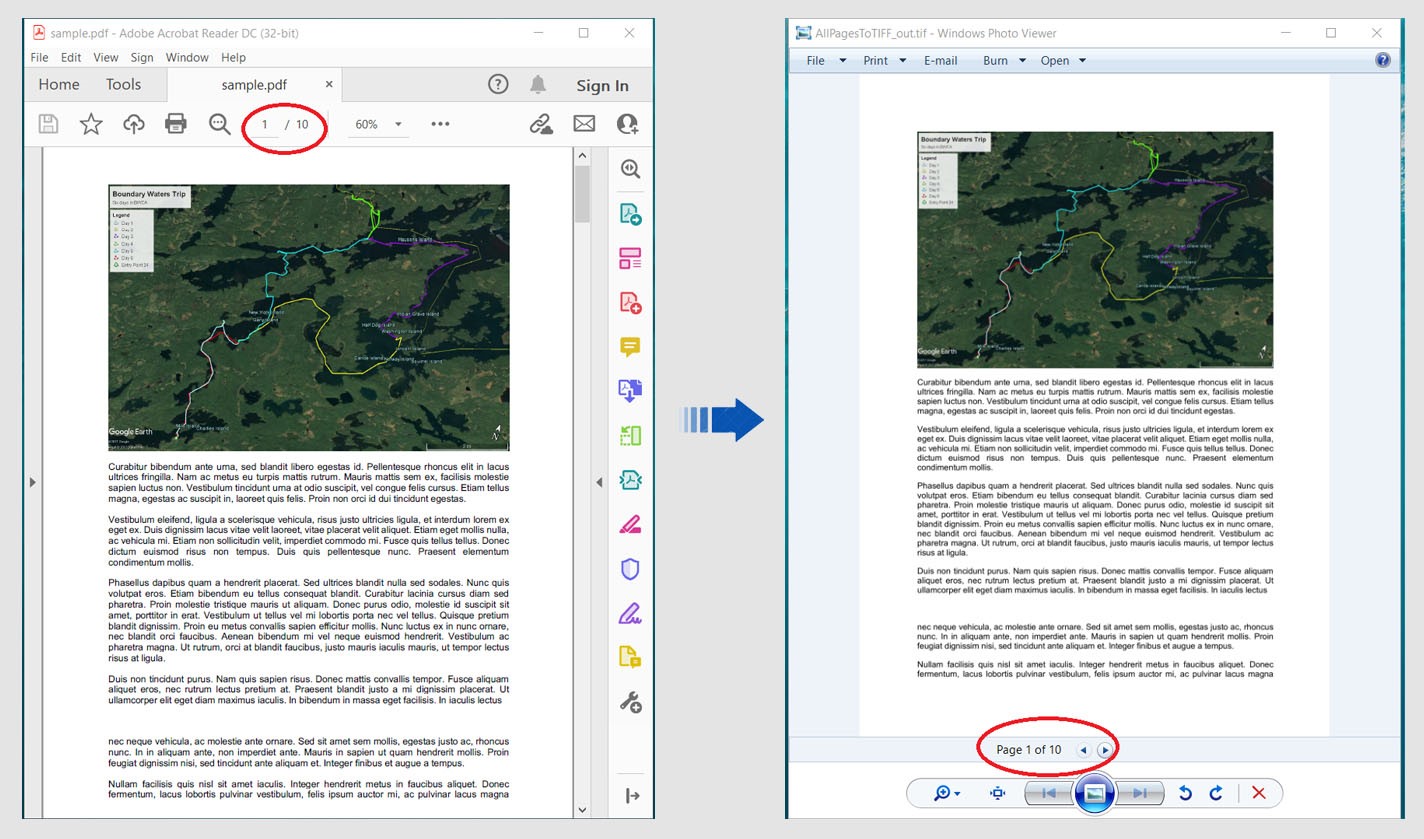 sample.pdf - Adobe Acrobat Reader DC (32-bit)
File Edit View Sign Window Help
Home Tools sample.pdf × Sign In
1 / 10 60%
Boundary Waters Trip
Legend
Day 1
Day 2
Day 3
Day 4
Day 5
Day 6
Entry Point 24
Google Earth
Curabitur bibendum ante urna, sed blandit libero egestas id. Pellentesque rhoncus elit in lacus
ultrices fringilla. Nam ac metus eu turpis mattis rutrum. Mauris mattis sem ex, facilisis molestie
sapien luctus non. Vestibulum tincidunt urna at odio suscipit, vel congue felis cursus. Etiam tellus
magna, egestas ac suscipit in, laoreet quis felis. Proin non orci id dui tincidunt egestas.
Vestibulum eleifend, ligula a scelerisque vehicula, risus justo ultricies ligula, et interdum lorem ex
eget ex. Duis dignissim lacus vitae velit laoreet, vitae placerat velit aliquet. Etiam eget mollis nulla,
ac vehicula mi. Etiam non sollicitudin velit, imperdiet commodo mi. Fusce quis tellus tellus. Donec
dictum euismod risus non tempus. Duis quis pellentesque nunc. Praesent elementum
condimentum mollis.
Phasellus dapibus quam a hendrerit placerat. Sed ultrices blandit nulla sed sodales. Nunc quis
volutpat eros. Etiam bibendum eu tellus consequat blandit. Curabitur lacinia cursus diam sed
pharetra. Proin molestie tristique mauris ut aliquam. Donec purus odio, molestie id suscipit sit
amet, porttitor in erat. Vestibulum ut tellus vel mi lobortis porta nec vel tellus. Quisque pretium
blandit dignissim. Proin eu metus convallis sapien efficitur mollis. Nunc luctus ex in nunc ornare,
nec blandit orci faucibus. Aenean bibendum mi vel neque euismod hendrerit. Vestibulum ac
pharetra magna. Ut rutrum, orci at blandit faucibus, justo mauris iaculis mauris, ut tempor lectus
risus at ligula.
Duis non tincidunt purus. Nam quis sapien risus. Donec mattis convallis tempor. Fusce aliquam
aliquet eros, nec rutrum lectus pretium at. Praesent blandit justo a mi dignissim placerat. Ut
ullamcorper elit eget diam maximus iaculis. In bibendum in massa eget facilisis. In iaculis lectus
nec neque vehicula, ac molestie ante ornare. Sed sit amet sem mollis, egestas justo ac, rhoncus
nunc. In in aliquam ante, non imperdiet ante. Mauris in sapien ut quam hendrerit mollis. Proin
feugiat dignissim nisi, sed tincidunt ante aliquam et. Integer finibus et augue a tempus.
Nullam facilisis quis nisl sit amet iaculis. Integer hendrerit metus in faucibus aliquet. Donec
fermentum, lacus lobortis pulvinar vestibulum, felis ipsum auctor mi, ac pulvinar lacus magna
AllPagesToTIFF_out.tif - Windows Photo Viewer
File Print E-mail Burn Open
Boundary Waters Trip
Legend
Google Earth
Curabitur bibendum ante urna, sed blandit libero egestas id. Pellentesque rhoncus elit in lacus
ultrices fringilla. Nam ac metus eu turpis mattis rutrum. Mauris mattis sem ex, facilisis molestie
sapien luctus non. Vestibulum tincidunt urna at odio suscipit, vel congue felis cursus. Etiam tellus
magna, egestas ac suscipit in, laoreet quis felis. Proin non orci id dui tincidunt egestas.
Vestibulum eleifend, ligula a scelerisque vehicula, risus justo ultricies ligula, et interdum lorem ex
eget ex. Duis dignissim lacus vitae velit laoreet, vitae placerat velit aliquet. Etiam eget mollis nulla,
ac vehicula mi. Etiam non sollicitudin velit, imperdiet commodo mi. Fusce quis tellus tellus. Donec
dictum euismod risus non tempus. Duis quis pellentesque nunc. Praesent elementum
condimentum mollis.
Phasellus dapibus quam a hendrerit placerat. Sed ultrices blandit nulla sed sodales. Nunc quis
volutpat eros. Etiam bibendum eu tellus consequat blandit. Curabitur lacinia cursus diam sed
pharetra. Proin molestie tristique mauris ut aliquam. Donec purus odio, molestie id suscipit sit
amet, porttitor in erat. Vestibulum ut tellus vel mi lobortis porta nec vel tellus. Quisque pretium
blandit dignissim. Proin eu metus convallis sapien efficitur mollis. Nunc luctus ex in nunc ornare,
nec blandit orci faucibus. Aenean bibendum mi vel neque euismod hendrerit. Vestibulum ac
pharetra magna. Ut rutrum, orci at blandit faucibus, justo mauris iaculis mauris, ut tempor lectus
risus at ligula.
Duis non tincidunt purus. Nam quis sapien risus. Donec mattis convallis tempor. Fusce aliquam
aliquet eros, nec rutrum lectus pretium at. Praesent blandit justo a mi dignissim placerat. Ut
ullamcorper elit eget diam maximus iaculis. In bibendum in massa eget facilisis. In iaculis lectus
nec neque vehicula, ac molestie ante ornare. Sed sit amet sem mollis, egestas justo ac, rhoncus
nunc. In in aliquam ante, non imperdiet ante. Mauris in sapien ut quam hendrerit mollis. Proin
feugiat dignissim nisi, sed tincidunt ante aliquam et. Integer finibus et augue a tempus.
Nullam facilisis quis nisl sit amet iaculis. Integer hendrerit metus in faucibus aliquet. Donec
fermentum, lacus lobortis pulvinar vestibulum, felis ipsum auctor mi, ac pulvinar lacus magna
Page 1 of 10